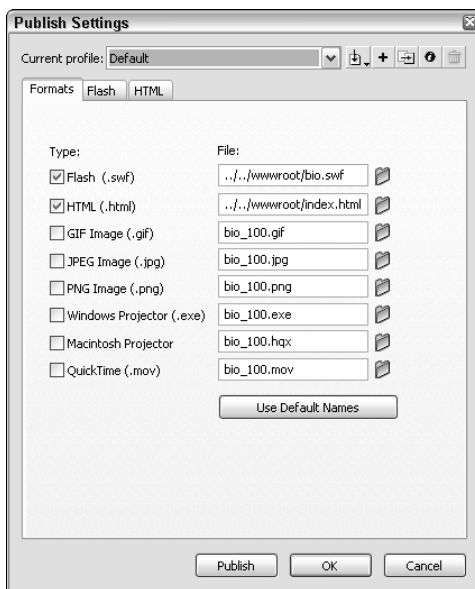 Publish Settings
Current profile: Default
Formats Flash HTML
Type: File:
Flash (.swf) ../../wwwroot/bio.swf
HTML (.html) ../../wwwroot/index.html
GIF Image (.gif) bio_100.gif
JPEG Image (.jpg) bio_100.jpg
PNG Image (.png) bio_100.png
Windows Projector (.exe) bio_100.exe
Macintosh Projector bio_100.hqx
QuickTime (.mov) bio_100.mov
Use Default Names
Publish OK Cancel